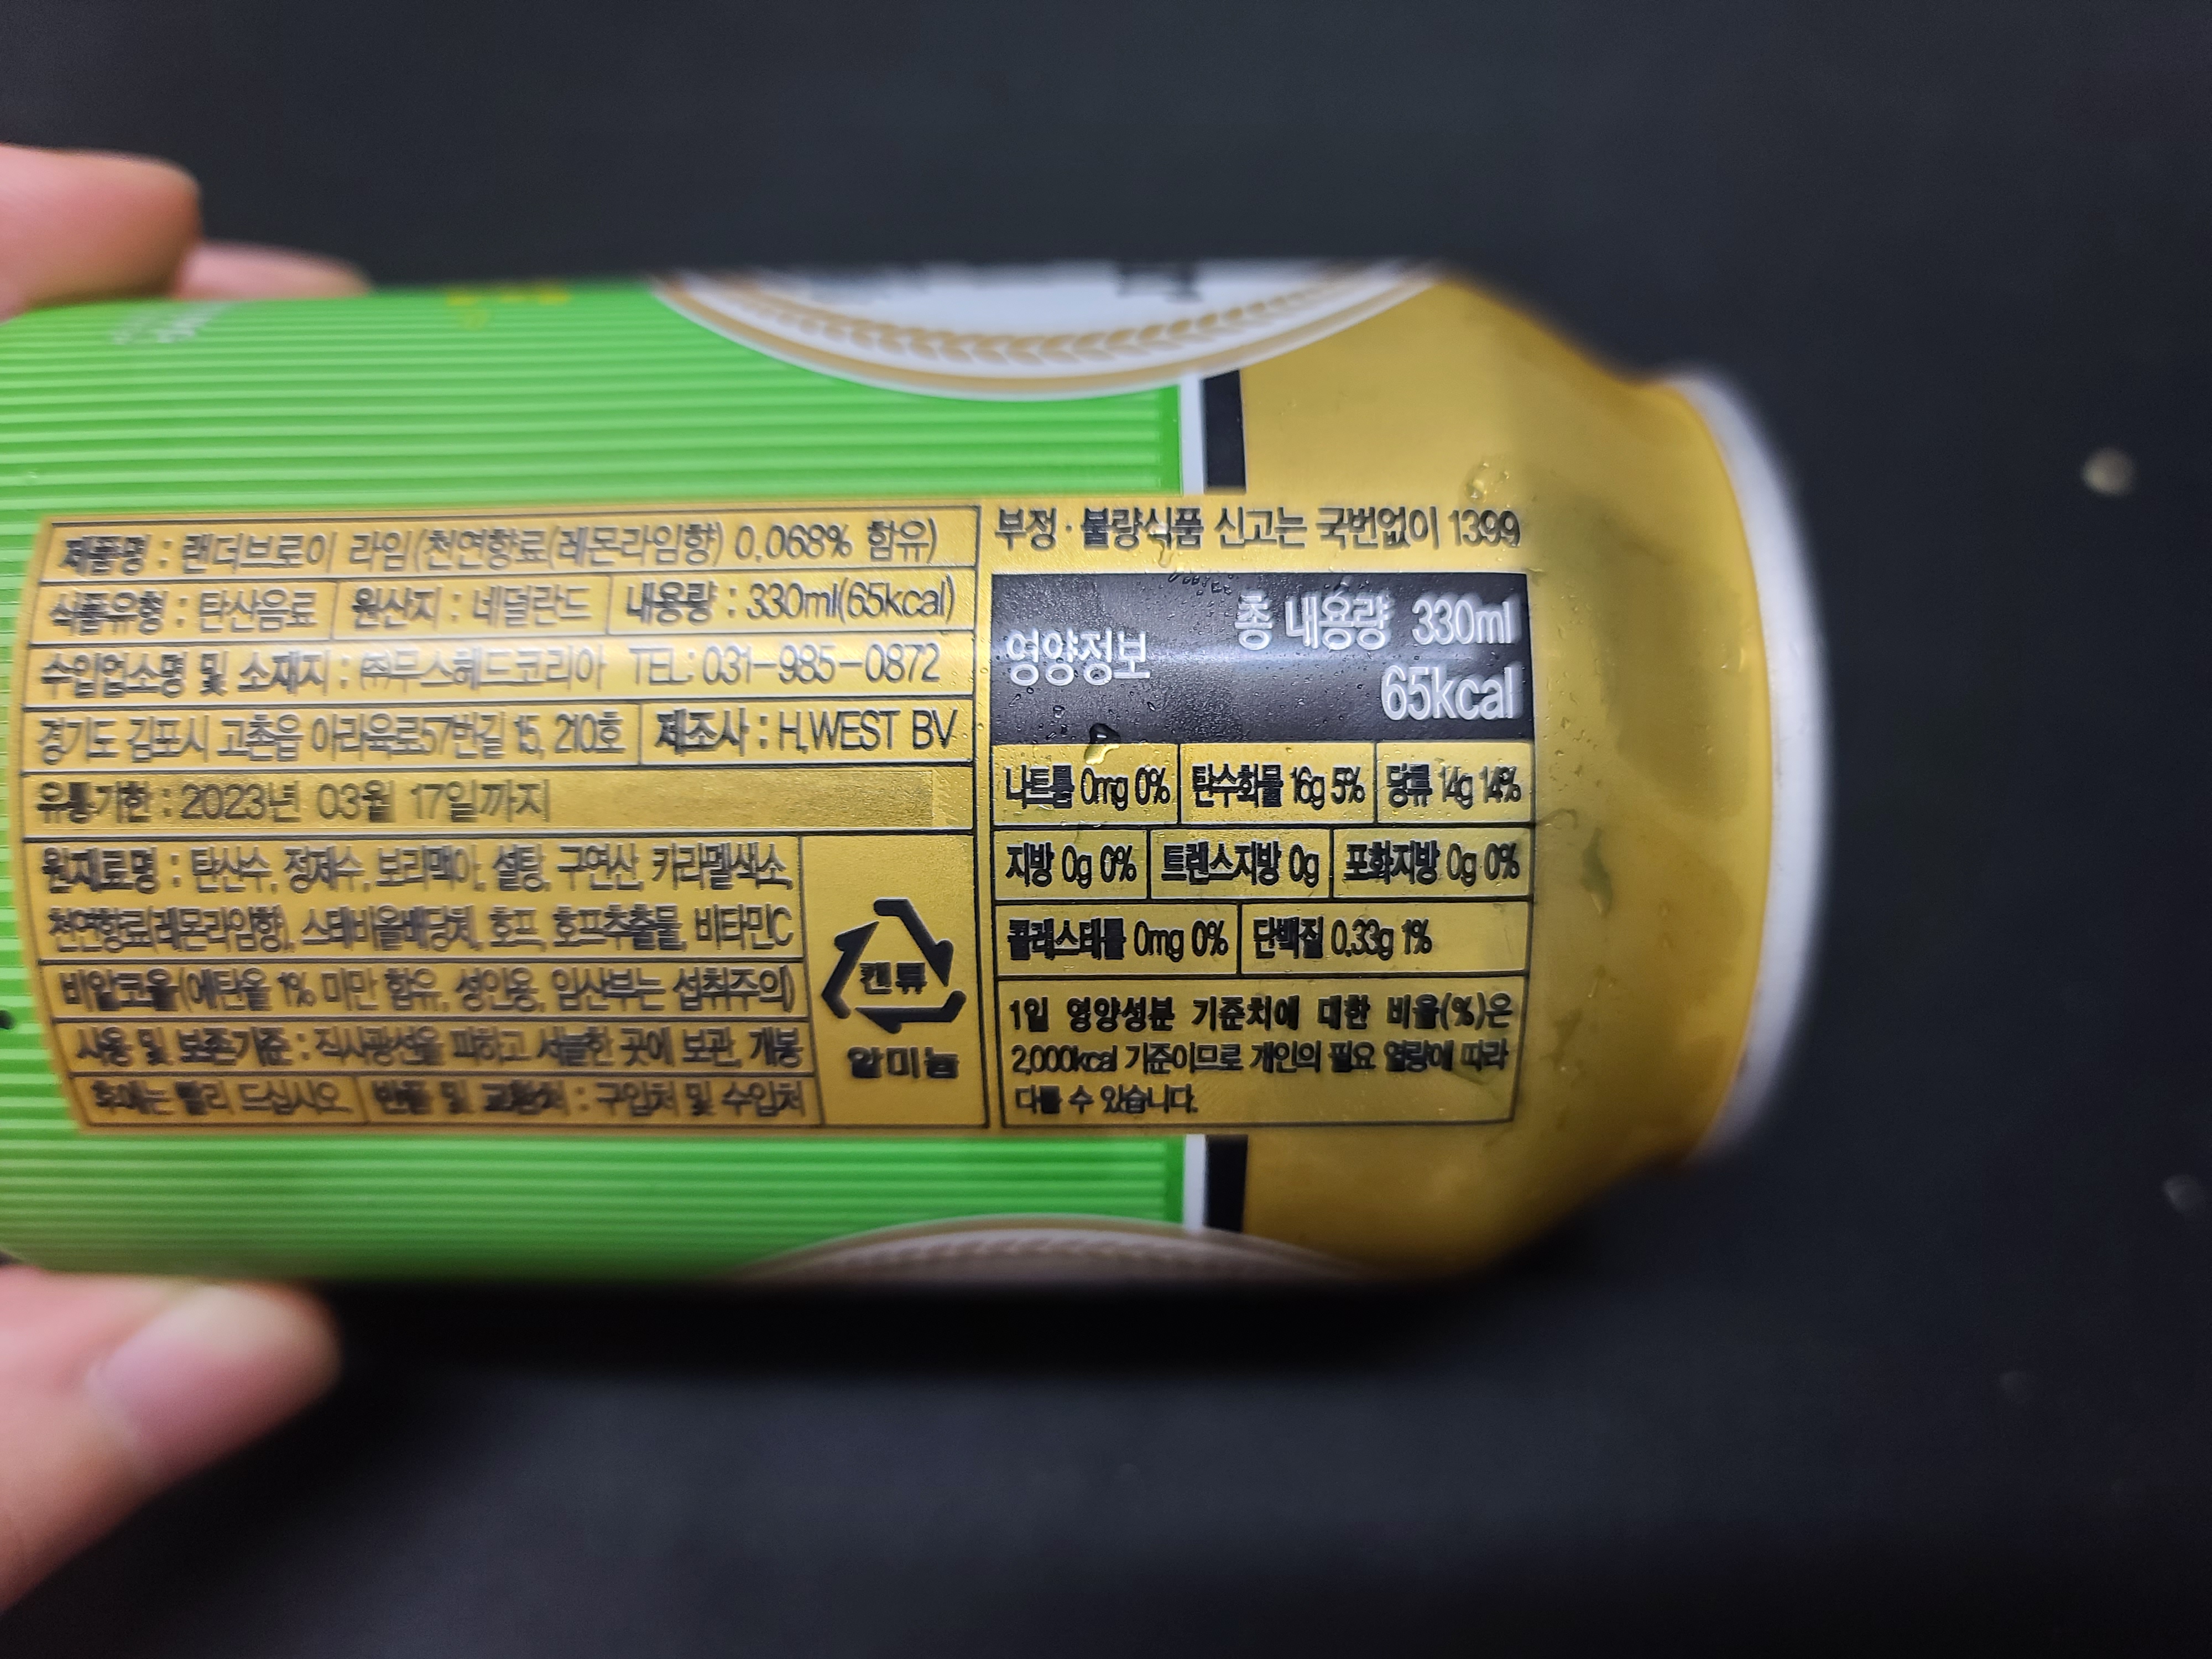 제품명 : 랜더브로이 라임(천연향료(레몬라임향) 0.068% 함유)
식품유형 : 탄산음료 원산지 : 네덜란드 내용량 : 330ml(65kcal)
수입업소명 및 소재지 : ㈜무스헤드코리아 TEL: 031-985-0872
경기도 김포시 고촌읍 아라육로57번길 15, 210호 제조사 : H.WEST BV
유통기한 : 2023년 03월 17일까지
원재료명 : 탄산수, 정제수, 보리맥아, 설탕, 구연산, 카라멜색소,
천연향료(레몬라임향), 스테비올배당체, 호프, 호프추출물, 비타민C
비알코올(에탄올 1% 미만 함유, 성인용, 임산부는 섭취주의)
사용 및 보존기준 : 직사광선을 피하고 서늘한 곳에 보관, 개봉
후에는 빨리 드십시오 반품 및 교환처 : 구입처 및 수입처
캔류
알미늄
부정 · 불량식품 신고는 국번없이 1399
영양정보 총 내용량 330ml
65kcal
나트륨 0mg 0% 탄수화물 16g 5% 당류 14g 14%
지방 0g 0% 트랜스지방 0g 포화지방 0g 0%
콜레스테롤 0mg 0% 단백질 0.33g 1%
1일 영양성분 기준치에 대한 비율(%)은
2,000kcal 기준이므로 개인의 필요 열량에 따라
다를 수 있습니다.